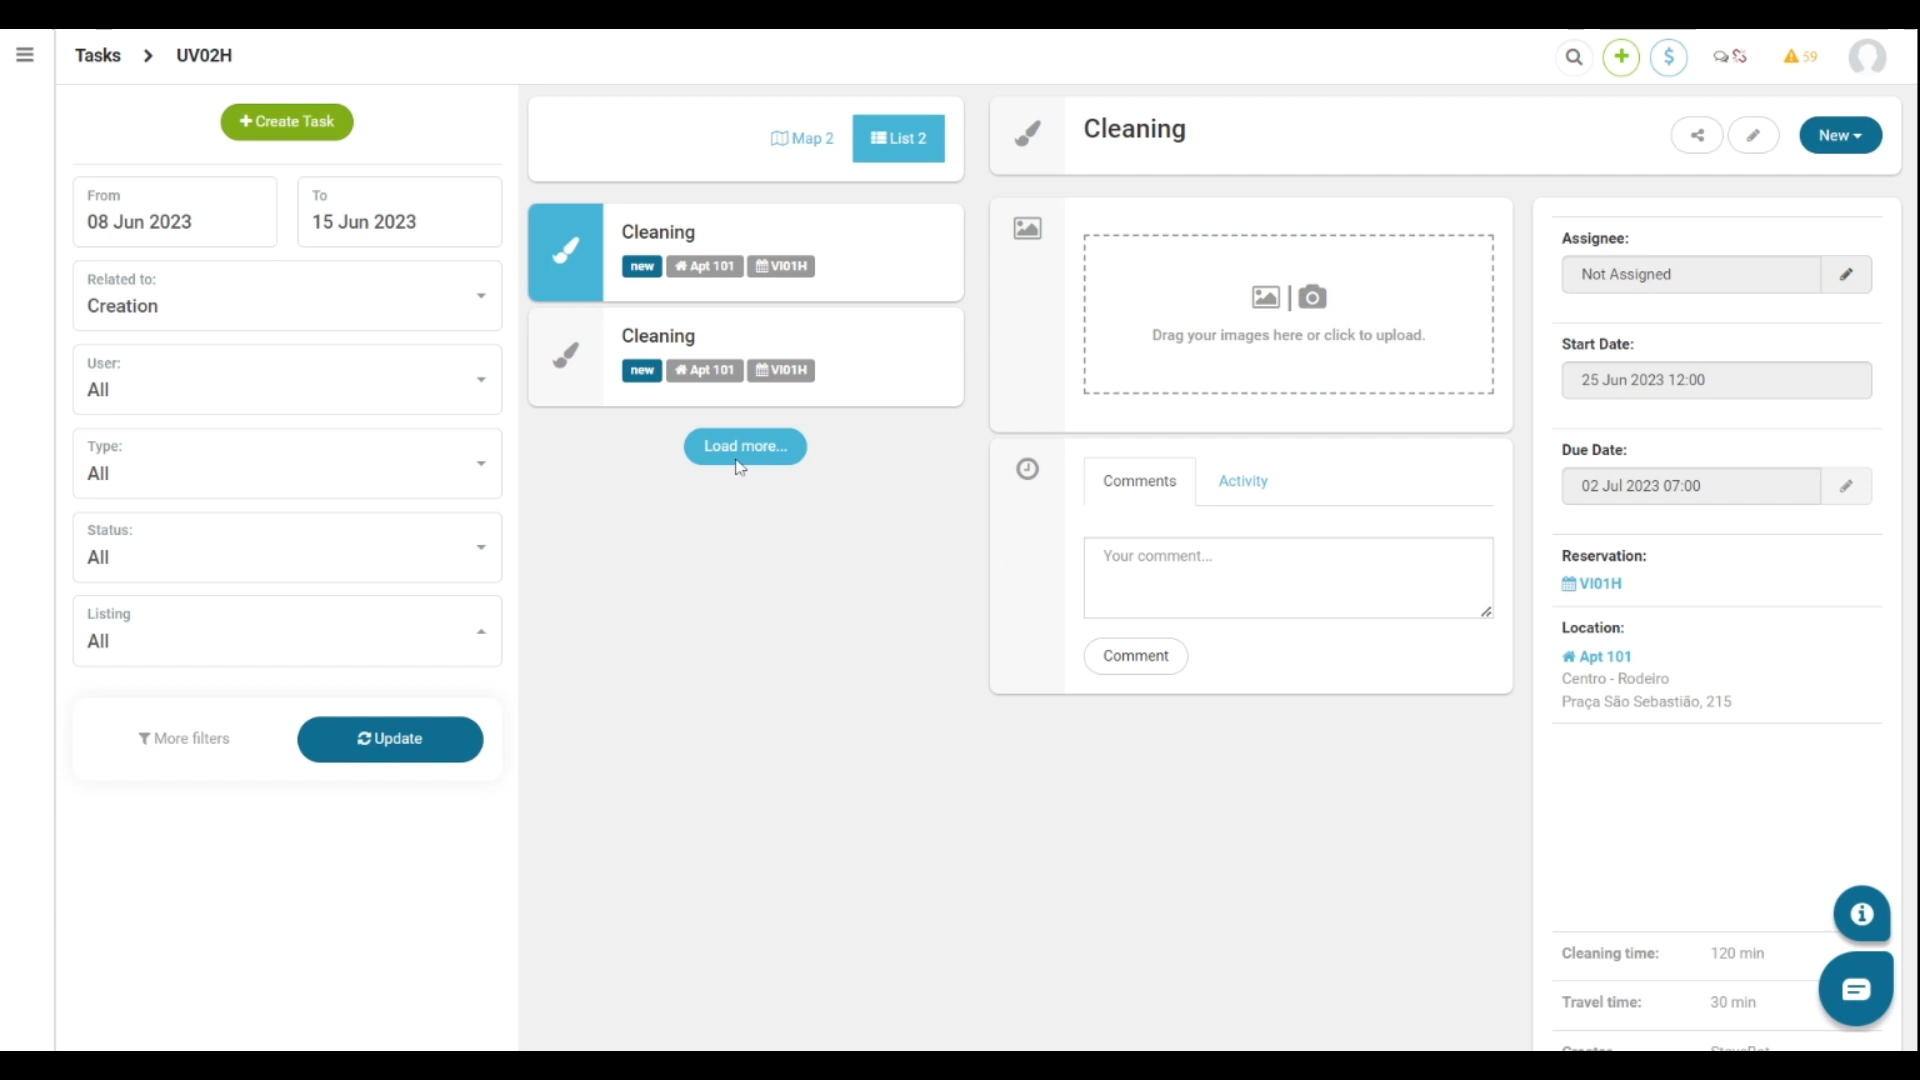 Tasks > UV02H
59
+ Create Task
From
08 Jun 2023
To
15 Jun 2023
Related to:
Creation
User:
All
Type:
All
Status:
All
Listing
All
More filters
Update
Map 2
List 2
Cleaning
new Apt 101 VI01H
Cleaning
new Apt 101 VI01H
Load more...
Cleaning
New
Drag your images here or click to upload.
Comments
Activity
Your comment...
Comment
Assignee:
Not Assigned
Start Date:
25 Jun 2023 12:00
Due Date:
02 Jul 2023 07:00
Reservation:
VI01H
Location:
Apt 101
Centro - Rodeiro
Praça São Sebastião, 215
Cleaning time: 120 min
Travel time: 30 min